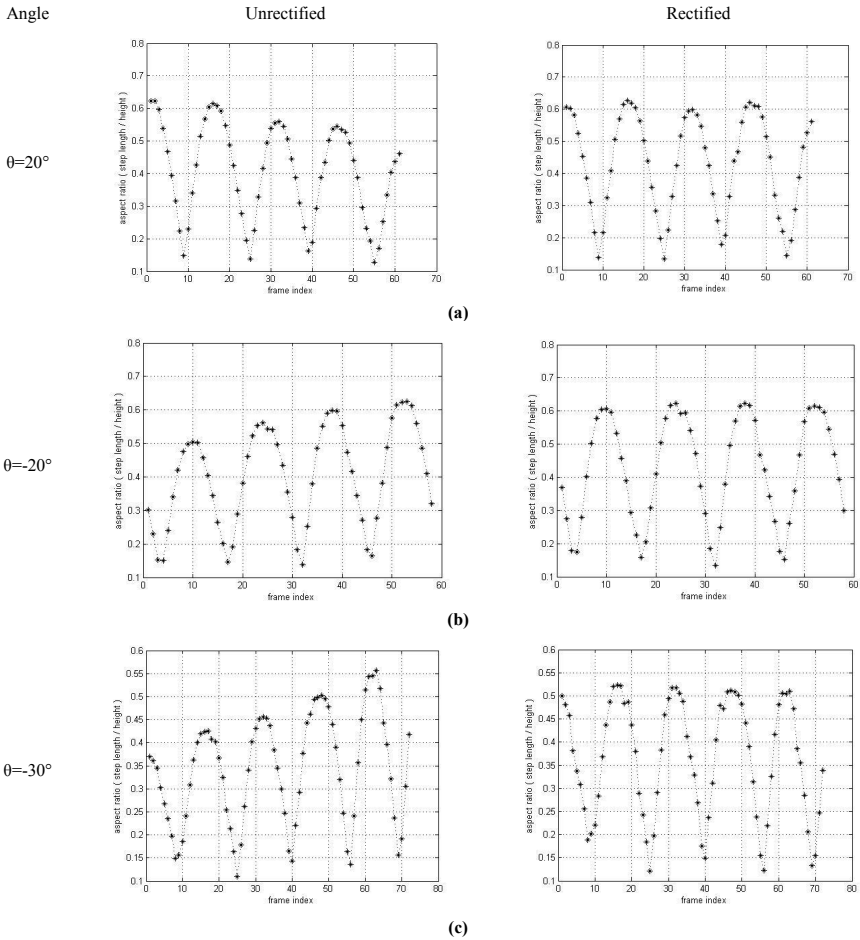 Angle Unrectified Rectified
θ=20°
0.8
0.7
0.6
0.5
0.4
0.3
0.2
0.1
aspect ratio ( step length / height )
0 10 20 30 40 50 60 70
frame index
0.8
0.7
0.6
0.5
0.4
0.3
0.2
0.1
aspect ratio ( step length / height )
0 10 20 30 40 50 60 70
frame index
(a)
θ=-20°
0.8
0.7
0.6
0.5
0.4
0.3
0.2
0.1
aspect ratio ( step length / height )
0 10 20 30 40 50 60
frame index
0.8
0.7
0.6
0.5
0.4
0.3
0.2
0.1
aspect ratio ( step length / height )
0 10 20 30 40 50 60
frame index
(b)
θ=-30°
0.6
0.55
0.5
0.45
0.4
0.35
0.3
0.25
0.2
0.15
0.1
aspect ratio ( step length / height )
0 10 20 30 40 50 60 70 80
frame index
0.6
0.55
0.5
0.45
0.4
0.35
0.3
0.25
0.2
0.15
0.1
aspect ratio ( step length / height )
0 10 20 30 40 50 60 70 80
frame index
(c)